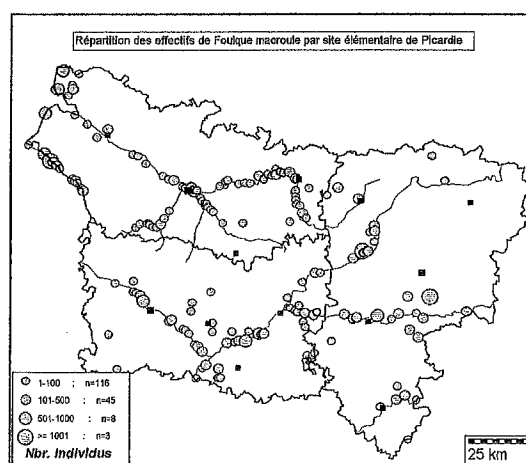 Répartition des effectifs de Foulque macroule par site élémentaire de Picardie
1-100 : n=116
101-500 : n=45
501-1000 : n=8
>= 1001 : n=3
Nbr. individus
25 km